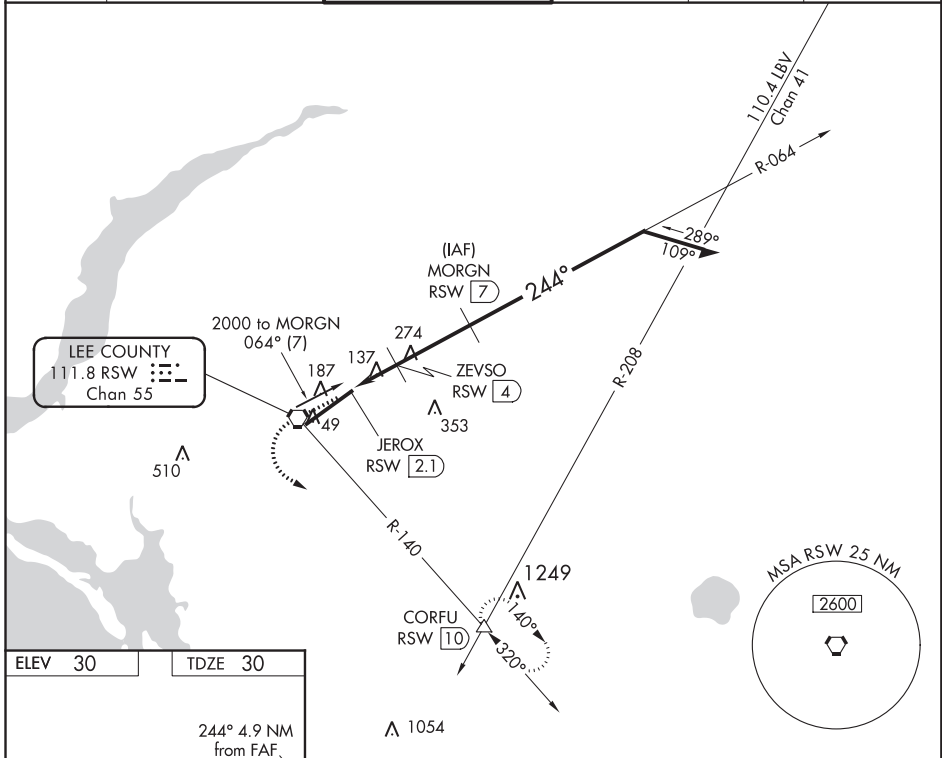 110.4 LBV
Chan 41
R-064
289°
109°
(IAF)
MORGN
RSW 7
244°
2000 to MORGN
064° (7)
274
137
187
ZEVSO
RSW 4
LEE COUNTY
111.8 RSW
Chan 55
49
353
R-208
JEROX
RSW 2.1
510
R-140
MSA RSW 25 NM
2600
1249
CORFU
RSW 10
140°
320°
ELEV 30
TDZE 30
244° 4.9 NM
from FAF
1054